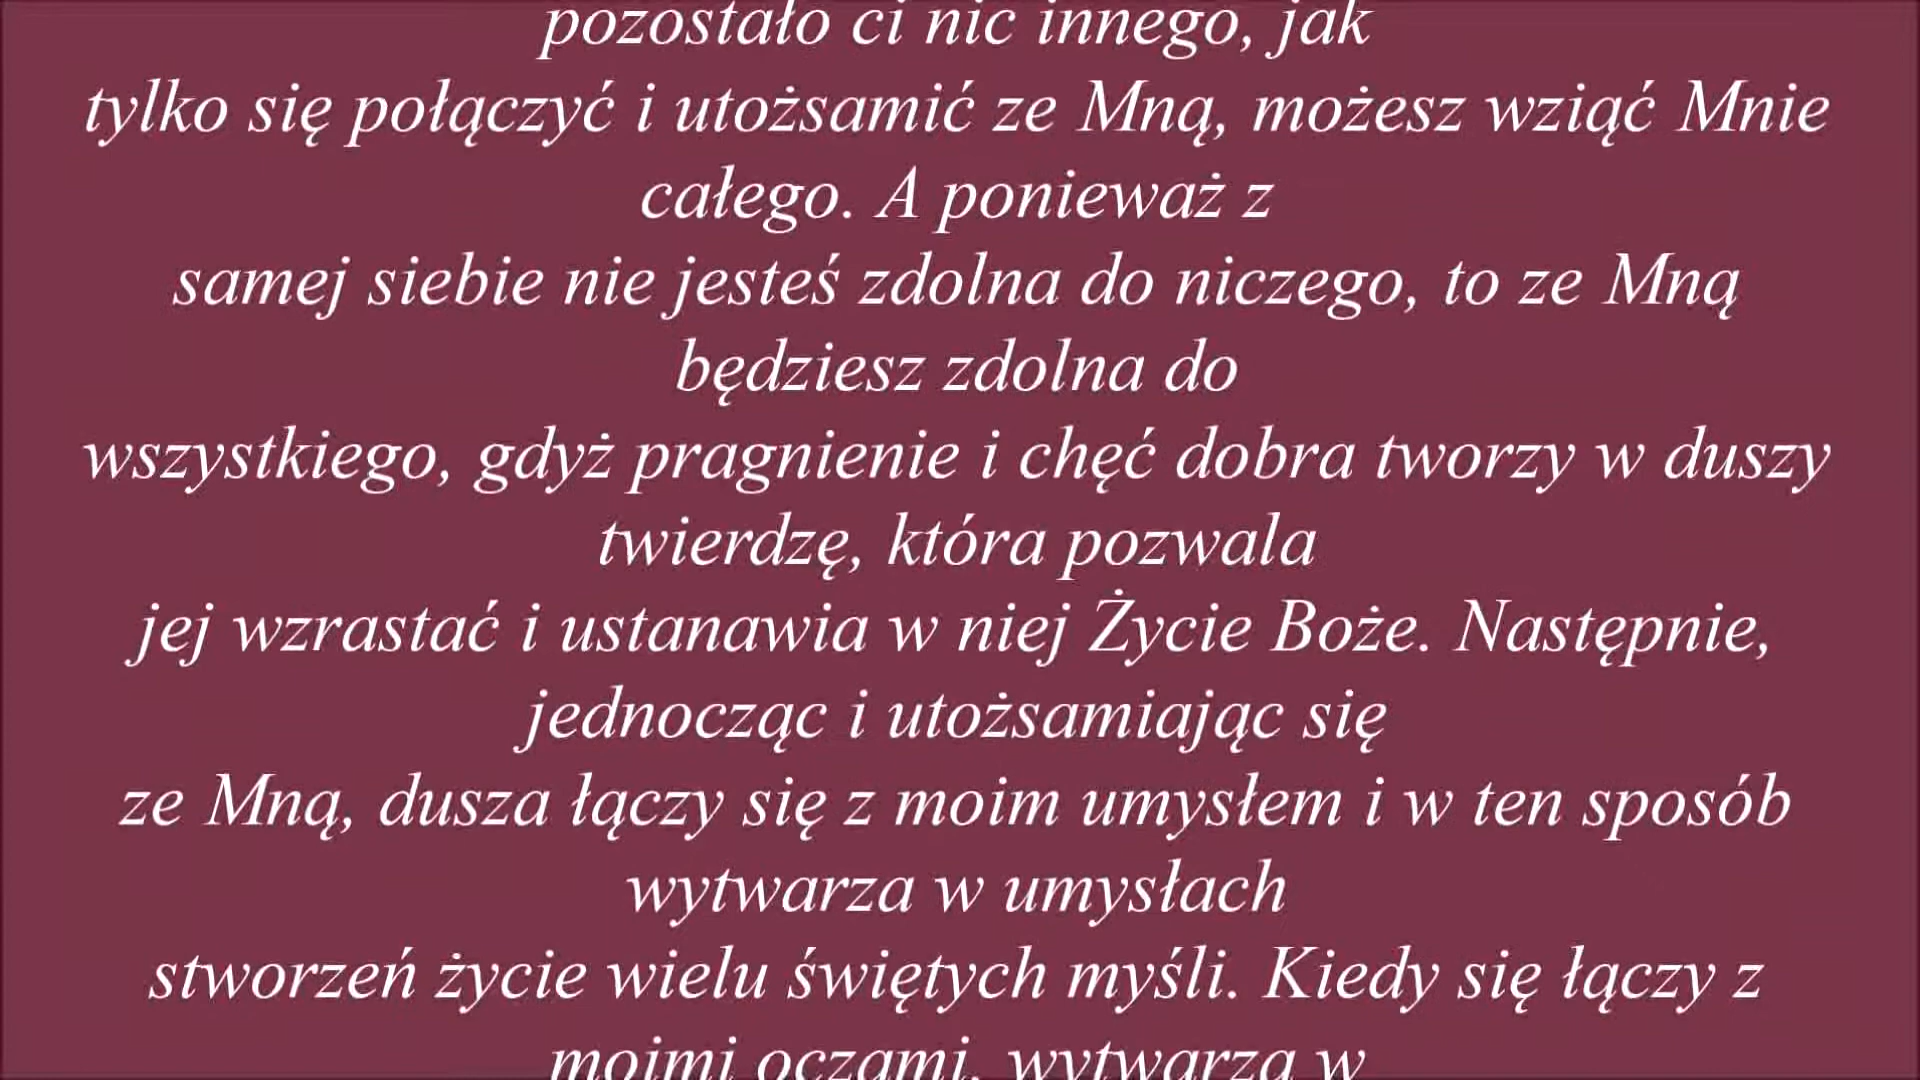 pozostało ci nic innego, jak
tylko się połączyć i utożsamić ze Mną, możesz wziąć Mnie
całego. A ponieważ z
samej siebie nie jesteś zdolna do niczego, to ze Mną
będziesz zdolna do
wszystkiego, gdyż pragnienie i chęć dobra tworzy w duszy
twierdzę, która pozwala
jej wzrastać i ustanawia w niej Życie Boże. Następnie,
jednocząc i utożsamiając się
ze Mną, dusza łączy się z moim umysłem i w ten sposób
wytwarza w umysłach
stworzeń życie wielu świętych myśli. Kiedy się łączy z
moimi oczami, wytwarza w